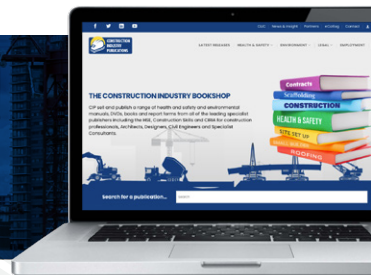 CONSTRUCTION
INDUSTRY
PUBLICATIONS
News & Insight Partners eCatalog Contact
LATEST RELEASES HEALTH & SAFETY ENVIRONMENT LEGAL EMPLOYMENT
THE CONSTRUCTION INDUSTRY BOOKSHOP
CIP sell and publish a range of health and safety and environmental
manuals, DVDs, books and report forms from all of the leading specialist
publishers including the HSE, Construction Skills and CIRIA for construction
professionals, Architects, Designers, Civil Engineers and Specialist
Consultants.
Contracts
Scaffolding
CONSTRUCTION
HEALTH & SAFETY
SITE SET UP
ROOFING
Search for a publication...
Search